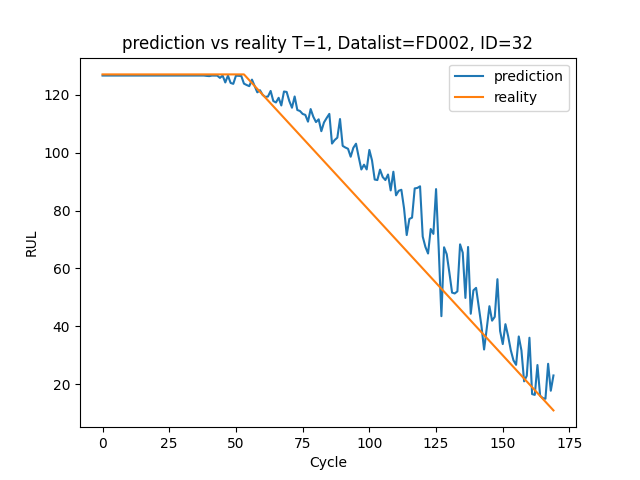 prediction vs reality T=1, Datalist=FD002, ID=32
prediction
reality
RUL
120
100
80
60
40
20
0 25 50 75 100 125 150 175
Cycle